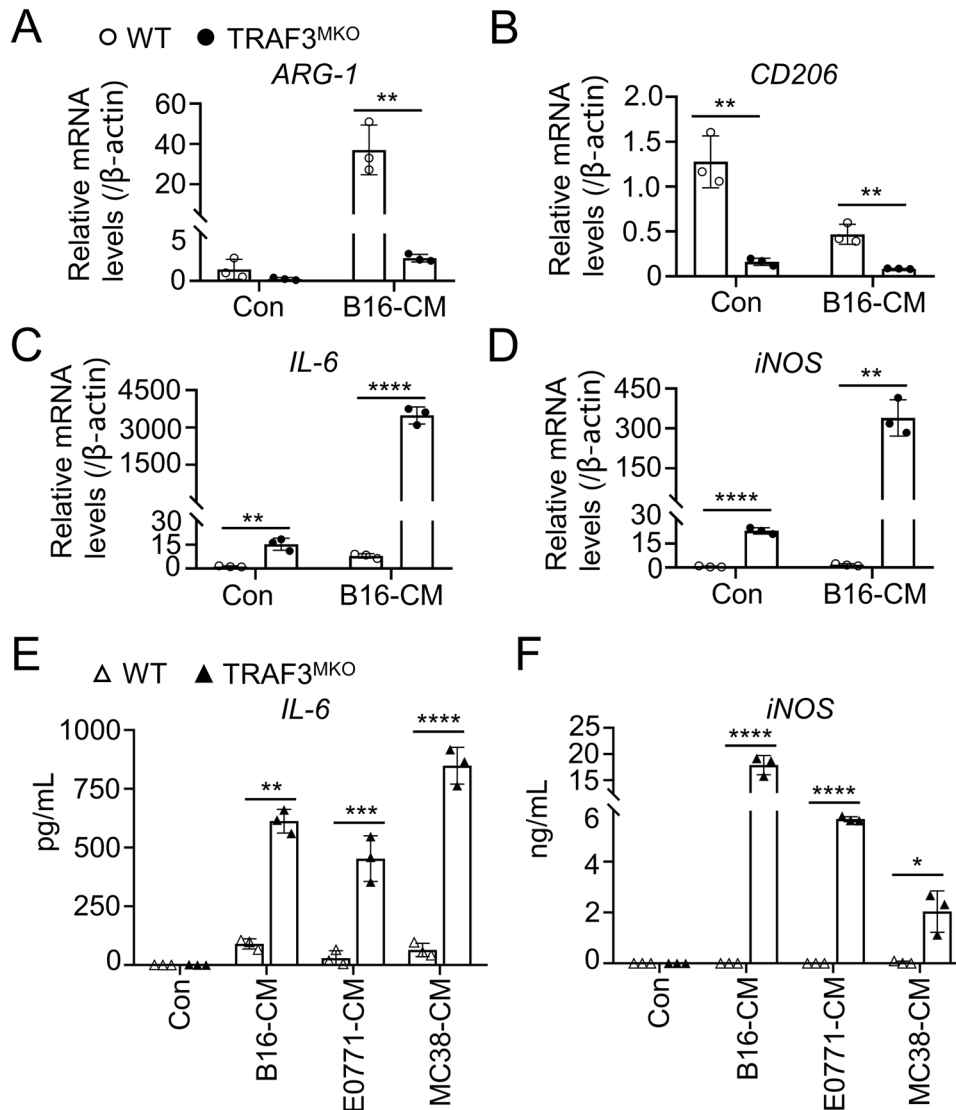 A
○ WT ● TRAF3MKO
ARG-1
Relative mRNA
levels (/β-actin)
60
40
20
5
0
**
Con
B16-CM
B
CD206
Relative mRNA
levels (/β-actin)
2.0
1.5
1.0
0.5
0
**
**
Con
B16-CM
C
IL-6
Relative mRNA
levels (/β-actin)
4500
3000
1500
30
15
0
**
****
Con
B16-CM
D
iNOS
Relative mRNA
levels (/β-actin)
450
300
150
30
15
0
****
**
Con
B16-CM
E
△ WT ▲ TRAF3MKO
IL-6
pg/mL
1000
750
500
250
0
**
***
****
Con
B16-CM
E0771-CM
MC38-CM
F
iNOS
ng/mL
25
20
15
6
4
2
0
****
****
*
Con
B16-CM
E0771-CM
MC38-CM